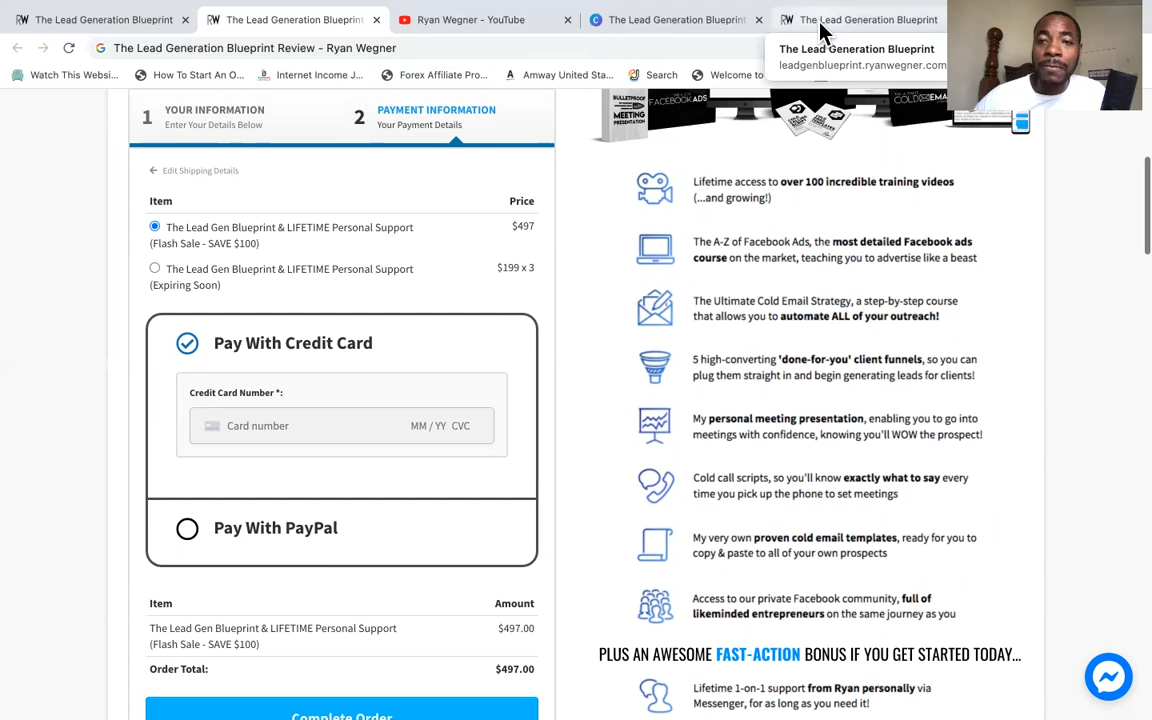 The Lead Generation Blueprint
The Lead Generation Blueprint
Ryan Wegner - YouTube
The Lead Generation Blueprint
The Lead Generation Blueprint
The Lead Generation Blueprint Review - Ryan Wegner
The Lead Generation Blueprint
leadgenblueprint.ryanwegner.com
Watch This Websi...
How To Start An O...
Internet Income J...
Forex Affiliate Pro...
Amway United Sta...
Search
Welcome to
1
YOUR INFORMATION
Enter Your Details Below
2
PAYMENT INFORMATION
Your Payment Details
Edit Shipping Details
Item
Price
The Lead Gen Blueprint & LIFETIME Personal Support
(Flash Sale - SAVE $100)
$497
The Lead Gen Blueprint & LIFETIME Personal Support
(Expiring Soon)
$199 x 3
Pay With Credit Card
Credit Card Number *:
Card number
MM / YY CVC
Pay With PayPal
Item
Amount
The Lead Gen Blueprint & LIFETIME Personal Support
(Flash Sale - SAVE $100)
$497.00
Order Total:
$497.00
Complete Order
BULLETPROOF
MEETING
PRESENTATION
FACEBOOK
ADS
COLD EMAIL
Lifetime access to over 100 incredible training videos
(...and growing!)
The A-Z of Facebook Ads, the most detailed Facebook ads
course on the market, teaching you to advertise like a beast
The Ultimate Cold Email Strategy, a step-by-step course
that allows you to automate ALL of your outreach!
5 high-converting 'done-for-you' client funnels, so you can
plug them straight in and begin generating leads for clients!
My personal meeting presentation, enabling you to go into
meetings with confidence, knowing you'll WOW the prospect!
Cold call scripts, so you'll know exactly what to say every
time you pick up the phone to set meetings
My very own proven cold email templates, ready for you to
copy & paste to all of your own prospects
Access to our private Facebook community, full of
likeminded entrepreneurs on the same journey as you
PLUS AN AWESOME FAST-ACTION BONUS IF YOU GET STARTED TODAY...
Lifetime 1-on-1 support from Ryan personally via
Messenger, for as long as you need it!